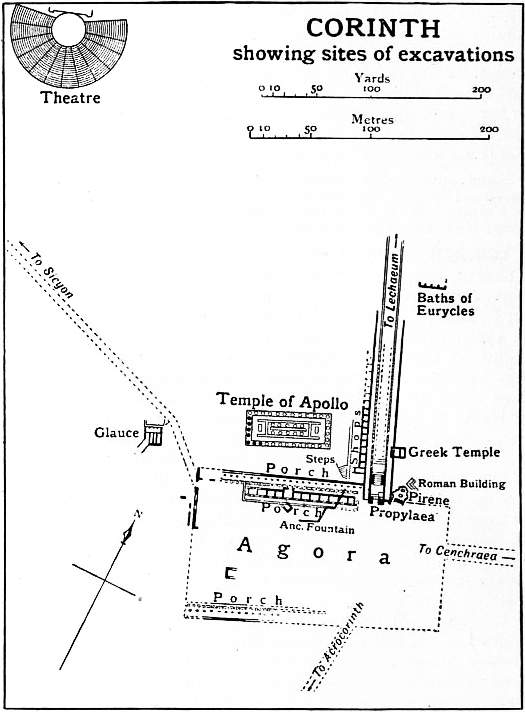 CORINTH
showing sites of excavations
Yards
0 10 50 100 200
Metres
0 10 50 100 200
Theatre
To Sicyon
To Lechaeum
Baths of
Eurycles
Temple of Apollo
Shops
Glauce
Steps
Greek Temple
Porch
Roman Building
Pirene
Porch
Propylaea
Anc. Fountain
N
Agora
To Cenchraea
Porch
To Acrocorinth